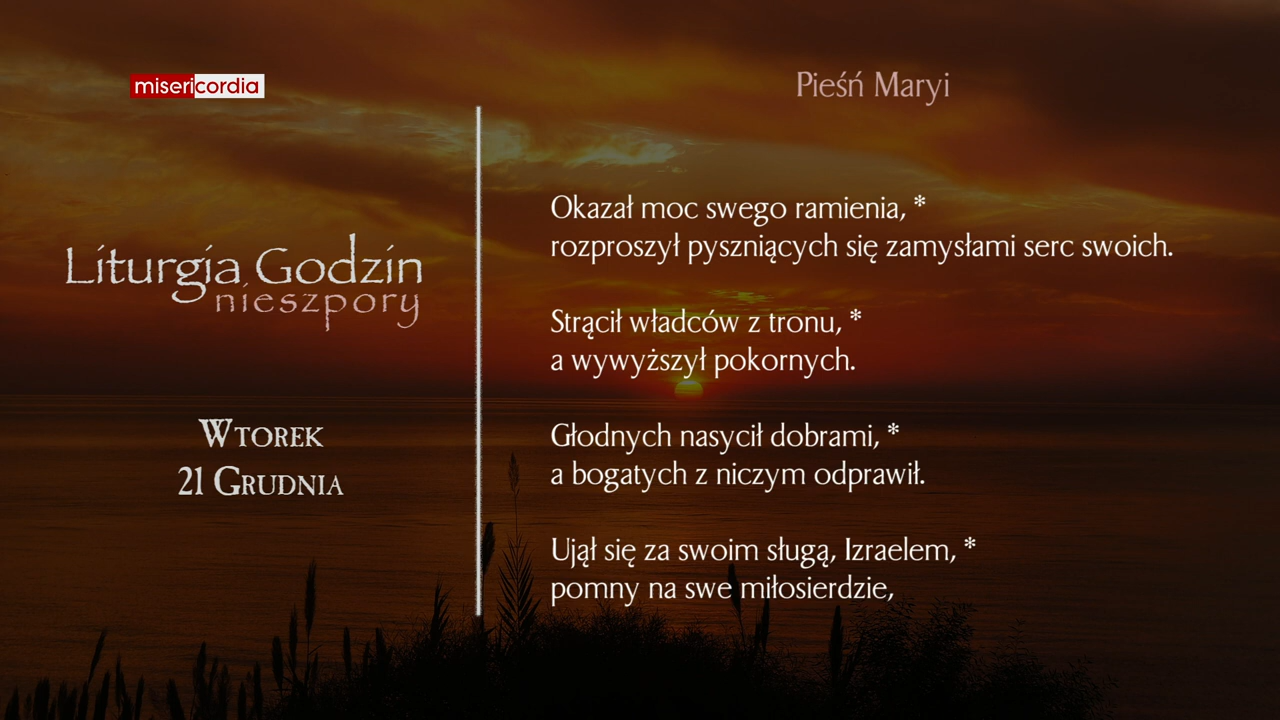 misericordia
Pieśń Maryi
Liturgia Godzin
nieszpory
Wtorek
21 Grudnia
Okazał moc swego ramienia, *
rozproszył pyszniących się zamysłami serc swoich.
Strącił władców z tronu, *
a wywyższył pokornych.
Głodnych nasycił dobrami, *
a bogatych z niczym odprawił.
Ujął się za swoim sługą, Izraelem, *
pomny na swe miłosierdzie,